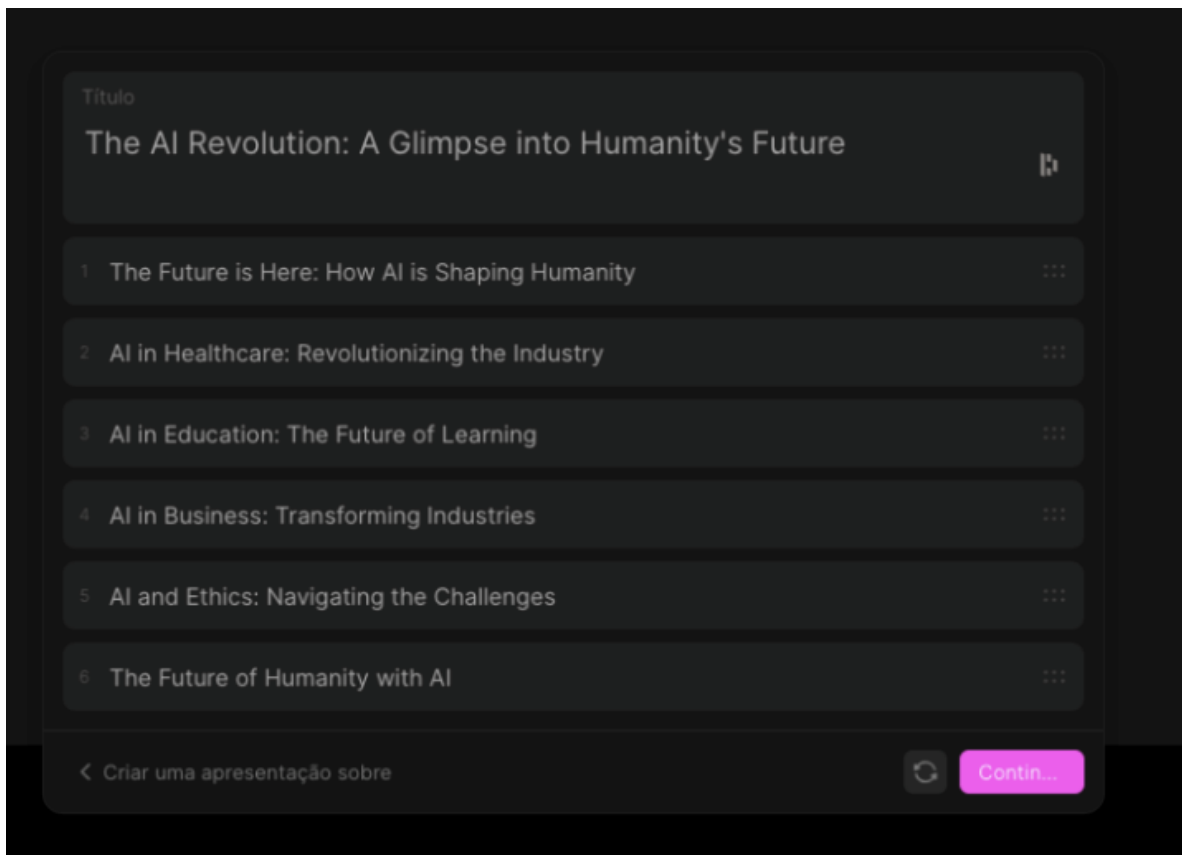 Título
The AI Revolution: A Glimpse into Humanity's Future
1 The Future is Here: How AI is Shaping Humanity
2 AI in Healthcare: Revolutionizing the Industry
3 AI in Education: The Future of Learning
4 AI in Business: Transforming Industries
5 AI and Ethics: Navigating the Challenges
6 The Future of Humanity with AI
Criar uma apresentação sobre
Contin...